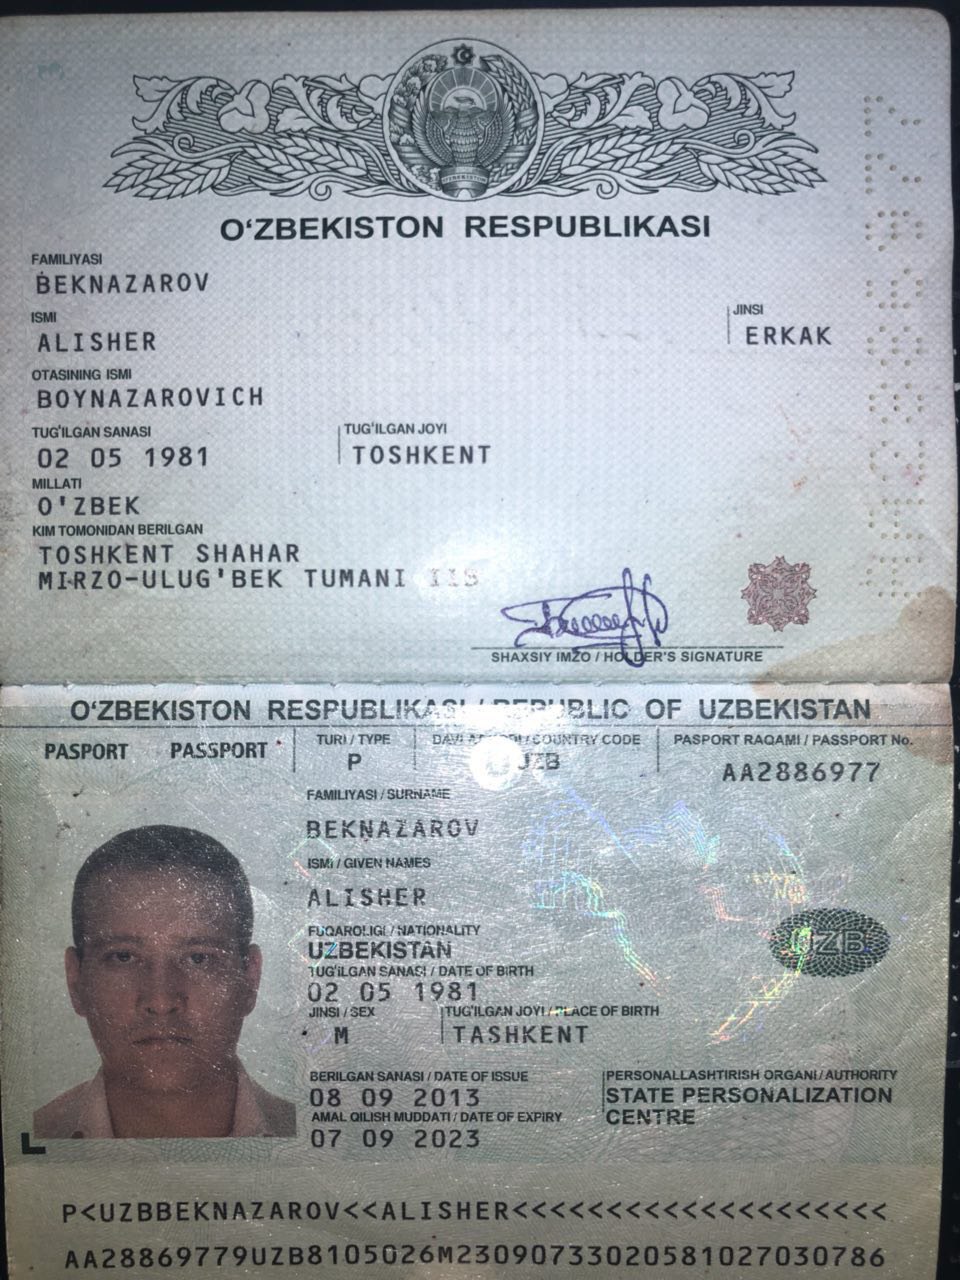 O‘ZBEKISTON RESPUBLIKASI
FAMILIYASI
BEKNAZAROV
ISMI
ALISHER
JINSI
ERKAK
OTASINING ISMI
BOYNAZAROVICH
TUG‘ILGAN SANASI
02 05 1981
TUG‘ILGAN JOYI
TOSHKENT
MILLATI
O'ZBEK
KIM TOMONIDAN BERILGAN
TOSHKENT SHAHAR
MIRZO-ULUG'BEK TUMANI IIB
SHAXSIY IMZO / HOLDER'S SIGNATURE
O‘ZBEKISTON RESPUBLIKASI / REPUBLIC OF UZBEKISTAN
PASPORT PASSPORT
TURI / TYPE
P
COUNTRY CODE
UZB
PASPORT RAQAMI / PASSPORT No.
AA2886977
FAMILIYASI / SURNAME
BEKNAZAROV
ISMI / GIVEN NAMES
ALISHER
FUQAROLIGI / NATIONALITY
UZBEKISTAN
UZB
TUG‘ILGAN SANASI / DATE OF BIRTH
02 05 1981
JINSI / SEX
M
TUG‘ILGAN JOYI / PLACE OF BIRTH
TASHKENT
BERILGAN SANASI / DATE OF ISSUE
08 09 2013
PERSONALLASHTIRISH ORGANI / AUTHORITY
STATE PERSONALIZATION
CENTRE
AMAL QILISH MUDDATI / DATE OF EXPIRY
07 09 2023
P<UZBBEKNAZAROV<<ALISHER<<<<<<<<<<<<<<<<<<<<
AA28869779UZB8105026M23090733020581027030786